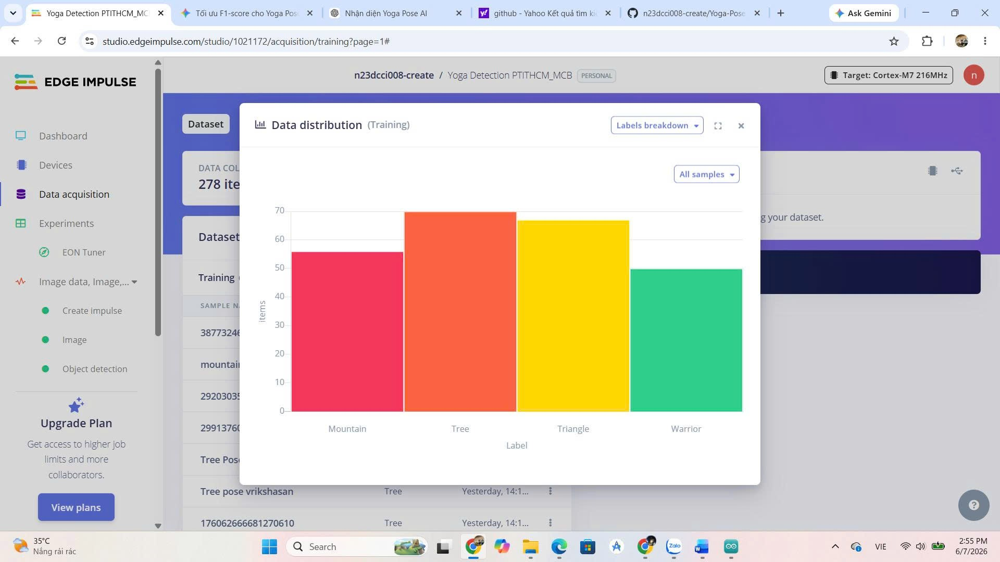 Yoga Detection PTITHCM_MC
Tối ưu F1-score cho Yoga Pos
Nhận diện Yoga Pose AI
github - Yahoo Kết quả tìm ki
n23dcci008-create/Yoga-Pose
Ask Gemini
studio.edgeimpulse.com/studio/1021172/acquisition/training?page=1#
EDGE IMPULSE
n23dcci008-create / Yoga Detection PTITHCM_MCB PERSONAL
Target: Cortex-M7 216MHz
n
Dashboard
Devices
Data acquisition
Experiments
EON Tuner
Image data, Image,...
Create impulse
Image
Object detection
Upgrade Plan
Get access to higher job
limits and more
collaborators.
View plans
Dataset
DATA COL
278 ite
Dataset
Training
SAMPLE N
3877324
mountain
29203035
29913760
Tree Pos
Tree pose vrikshasan Tree Yesterday, 14:1...
176062666681270610 Tree Yesterday, 14:1...
g your dataset.
Data distribution (Training)
Labels breakdown
All samples
70
60
50
40
30
20
10
0
items
Mountain Tree Triangle Warrior
Label
?
35°C
Nắng rải rác
Search
Zalo
VIE
2:55 PM
6/7/2026